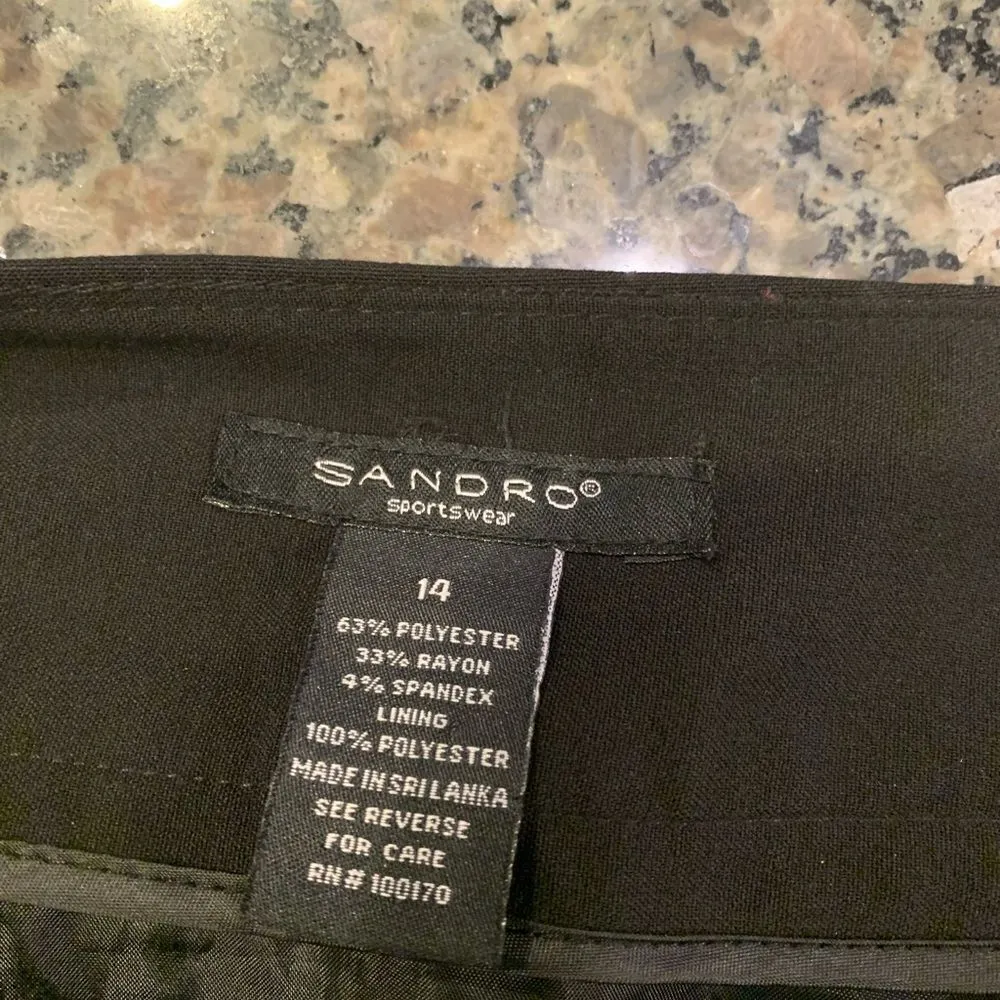 SANDRO®
sportswear
14
63% POLYESTER
33% RAYON
4% SPANDEX
LINING
100% POLYESTER
MADE IN SRI LANKA
SEE REVERSE
FOR CARE
RN # 100170